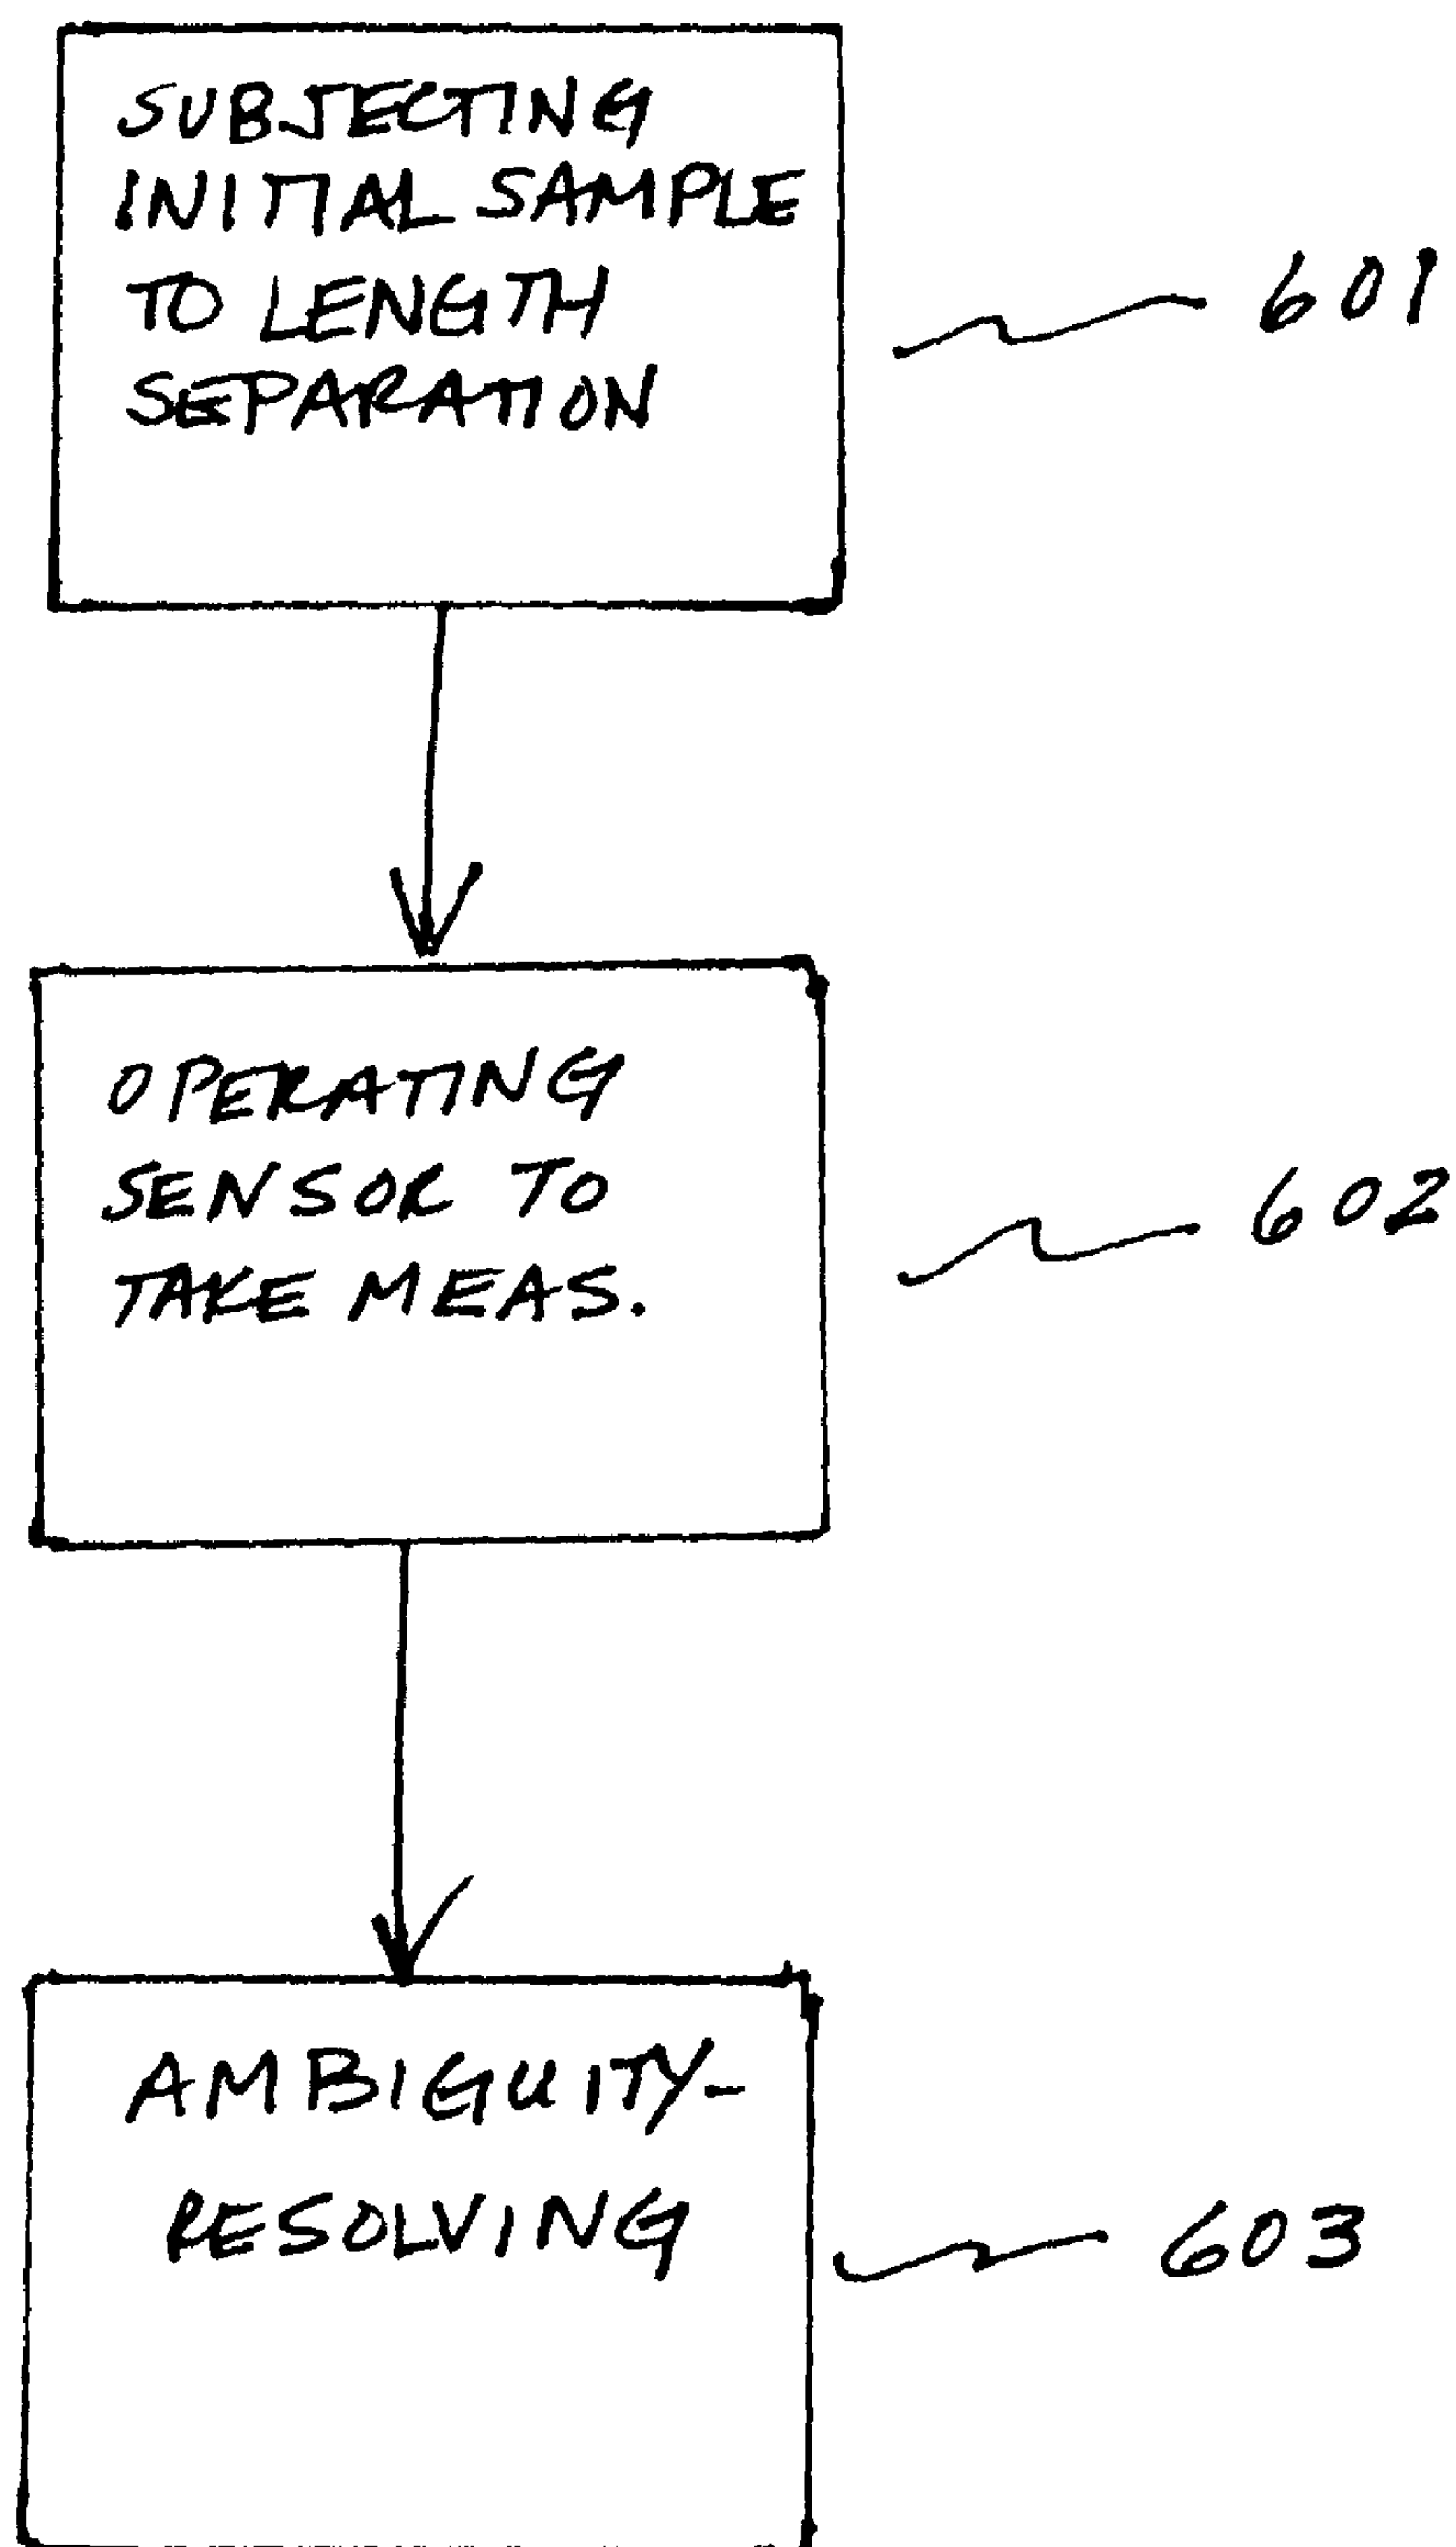 SUBJECTING
INITIAL SAMPLE
TO LENGTH
SEPARATION
601
OPERATING
SENSOR TO
TAKE MEAS.
602
AMBIGUITY-
RESOLVING
603